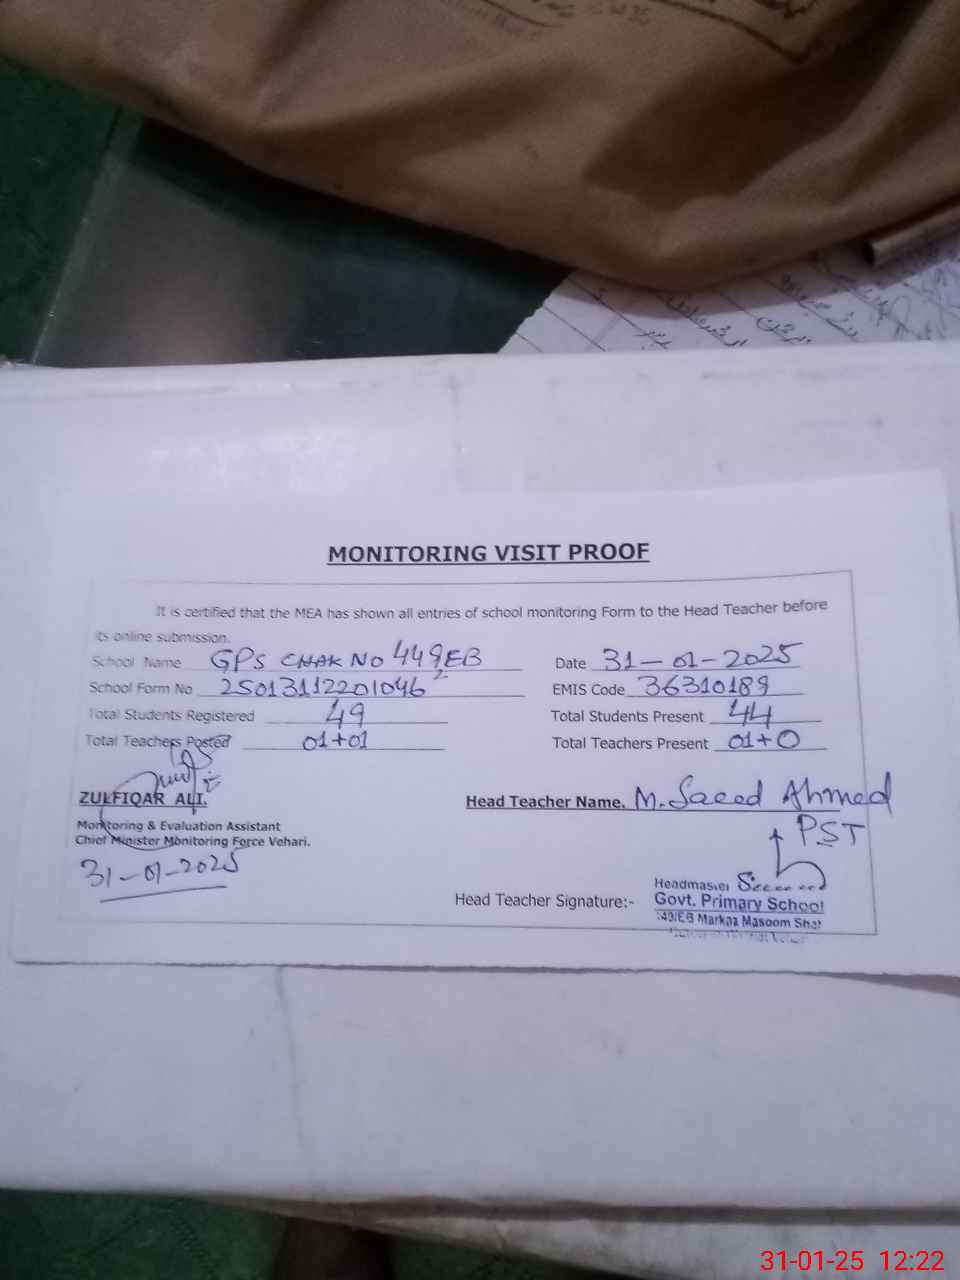 MONITORING VISIT PROOF
It is certified that the MEA has shown all entries of school monitoring Form to the Head Teacher before
its online submission.
School Name GPS CHAK NO 449EB Date 31-01-2025
School Form No 25013112201046 EMIS Code 36310189
Total Students Registered 49 Total Students Present 44
Total Teachers Posted 01+01 Total Teachers Present 01+0
ZULFIQAR ALI. Head Teacher Name. M. Saeed Ahmed
PST
Monitoring & Evaluation Assistant
Chief Minister Monitoring Force Vehari.
31-01-2025
Headmaster
Head Teacher Signature:- Govt. Primary School
Markaz Masoom Shah
31-01-25 12:22